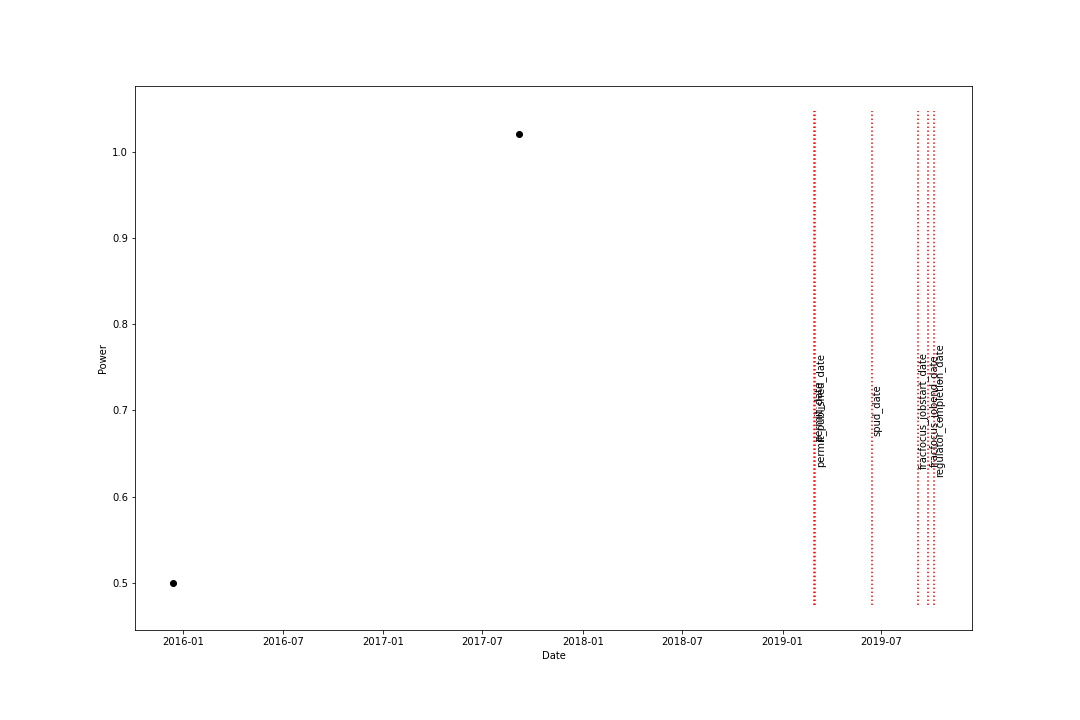 1.0
0.9
0.8
0.7
0.6
0.5
Power
2016-01
2016-07
2017-01
2017-07
2018-01
2018-07
2019-01
2019-07
Date
spud_date
fracfocus_jobstart_date
fracfocus_jobend_date
regulator_completion_date